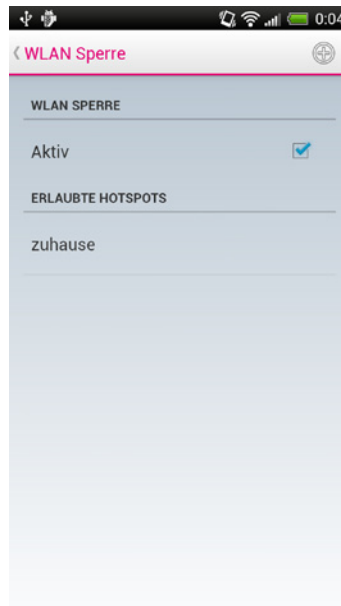 0:04
WLAN Sperre
WLAN SPERRE
Aktiv
ERLAUBTE HOTSPOTS
zuhause